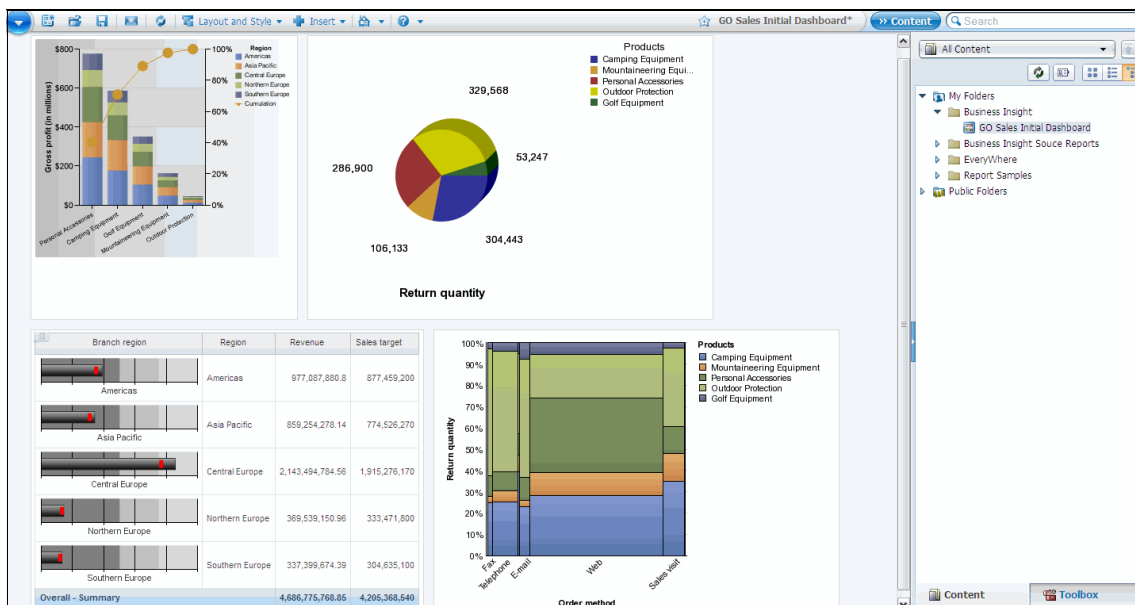 Layout and Style
Insert
GO Sales Initial Dashboard*
Content
Search
All Content
My Folders
Business Insight
GO Sales Initial Dashboard
Business Insight Souce Reports
EveryWhere
Report Samples
Public Folders
Gross profit (in millions)
$800
$600
$400
$200
$0
100%
80%
60%
40%
20%
0%
Personal Accessories
Camping Equipment
Golf Equipment
Mountaineering Equipment
Outdoor Protection
Region
Americas
Asia Pacific
Central Europe
Northern Europe
Southern Europe
Cumulation
Products
Camping Equipment
Mountaineering Equi...
Personal Accessories
Outdoor Protection
Golf Equipment
329,568
53,247
286,900
106,133
304,443
Return quantity
Branch region Region Revenue Sales target
Americas Americas 977,087,880.8 877,459,200
Asia Pacific Asia Pacific 859,254,278.14 774,526,270
Central Europe Central Europe 2,143,494,784.56 1,915,276,170
Northern Europe Northern Europe 369,539,150.96 333,471,800
Southern Europe Southern Europe 337,399,674.39 304,635,100
Overall - Summary 4,686,775,768.85 4,205,368,540
Return quantity
100%
90%
80%
70%
60%
50%
40%
30%
20%
10%
0%
Fax
Telephone
E-mail
Web
Sales visit
Order method
Products
Camping Equipment
Mountaineering Equipment
Personal Accessories
Outdoor Protection
Golf Equipment
Content
Toolbox